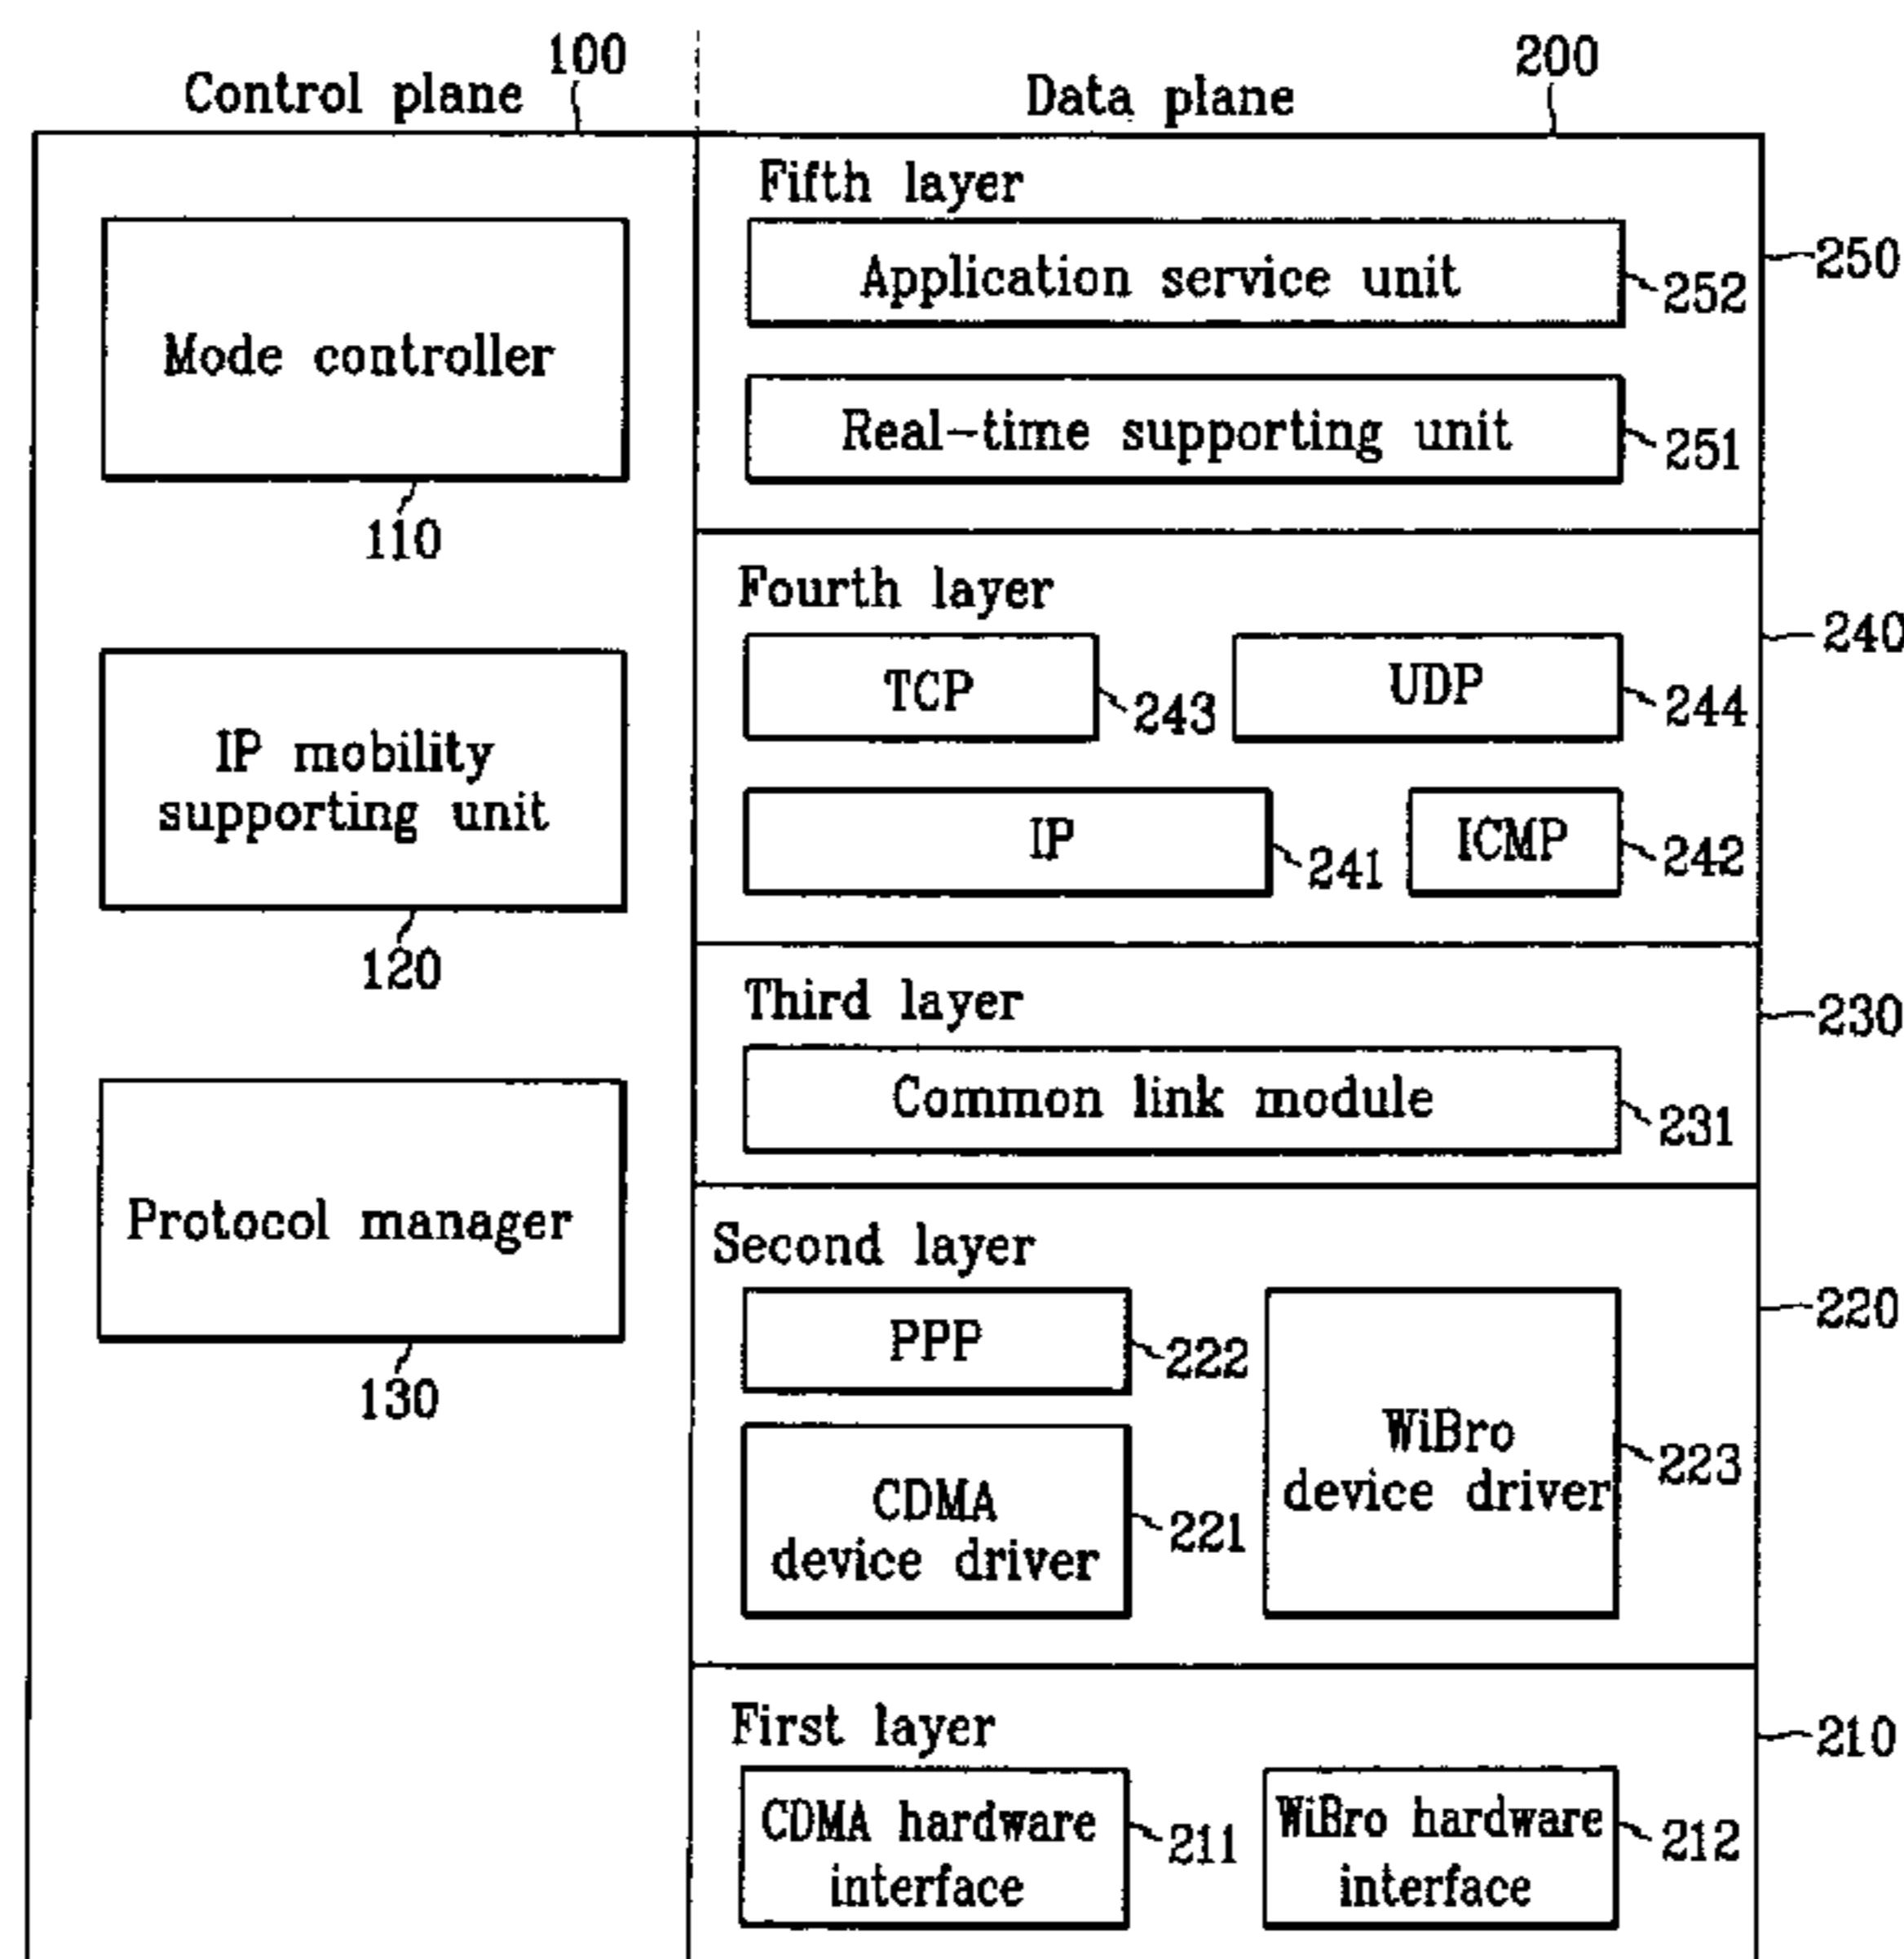 Control plane
100
Data plane
200
Mode controller
110
IP mobility
supporting unit
120
Protocol manager
130
Fifth layer
250
Application service unit
252
Real-time supporting unit
251
Fourth layer
240
TCP
243
UDP
244
IP
241
ICMP
242
Third layer
230
Common link module
231
Second layer
220
PPP
222
CDMA
device driver
221
WiBro
device driver
223
First layer
210
CDMA hardware
interface
211
WiBro hardware
interface
212